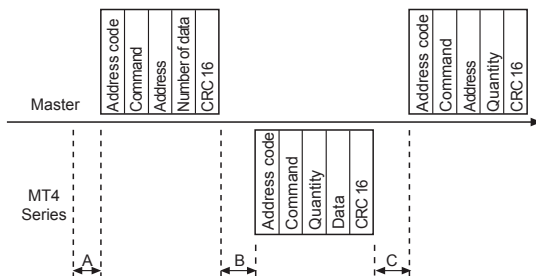 Master
Address code
Command
Address
Number of data
CRC 16
Address code
Command
Address
Quantity
CRC 16
MT4
Series
Address code
Command
Quantity
Data
CRC 16
A
B
C